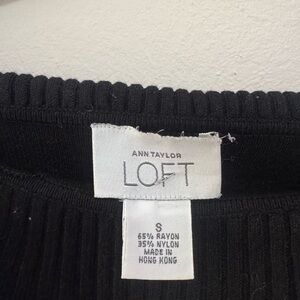 ANN TAYLOR
LOFT
S
65% RAYON
35% NYLON
MADE IN
HONG KONG